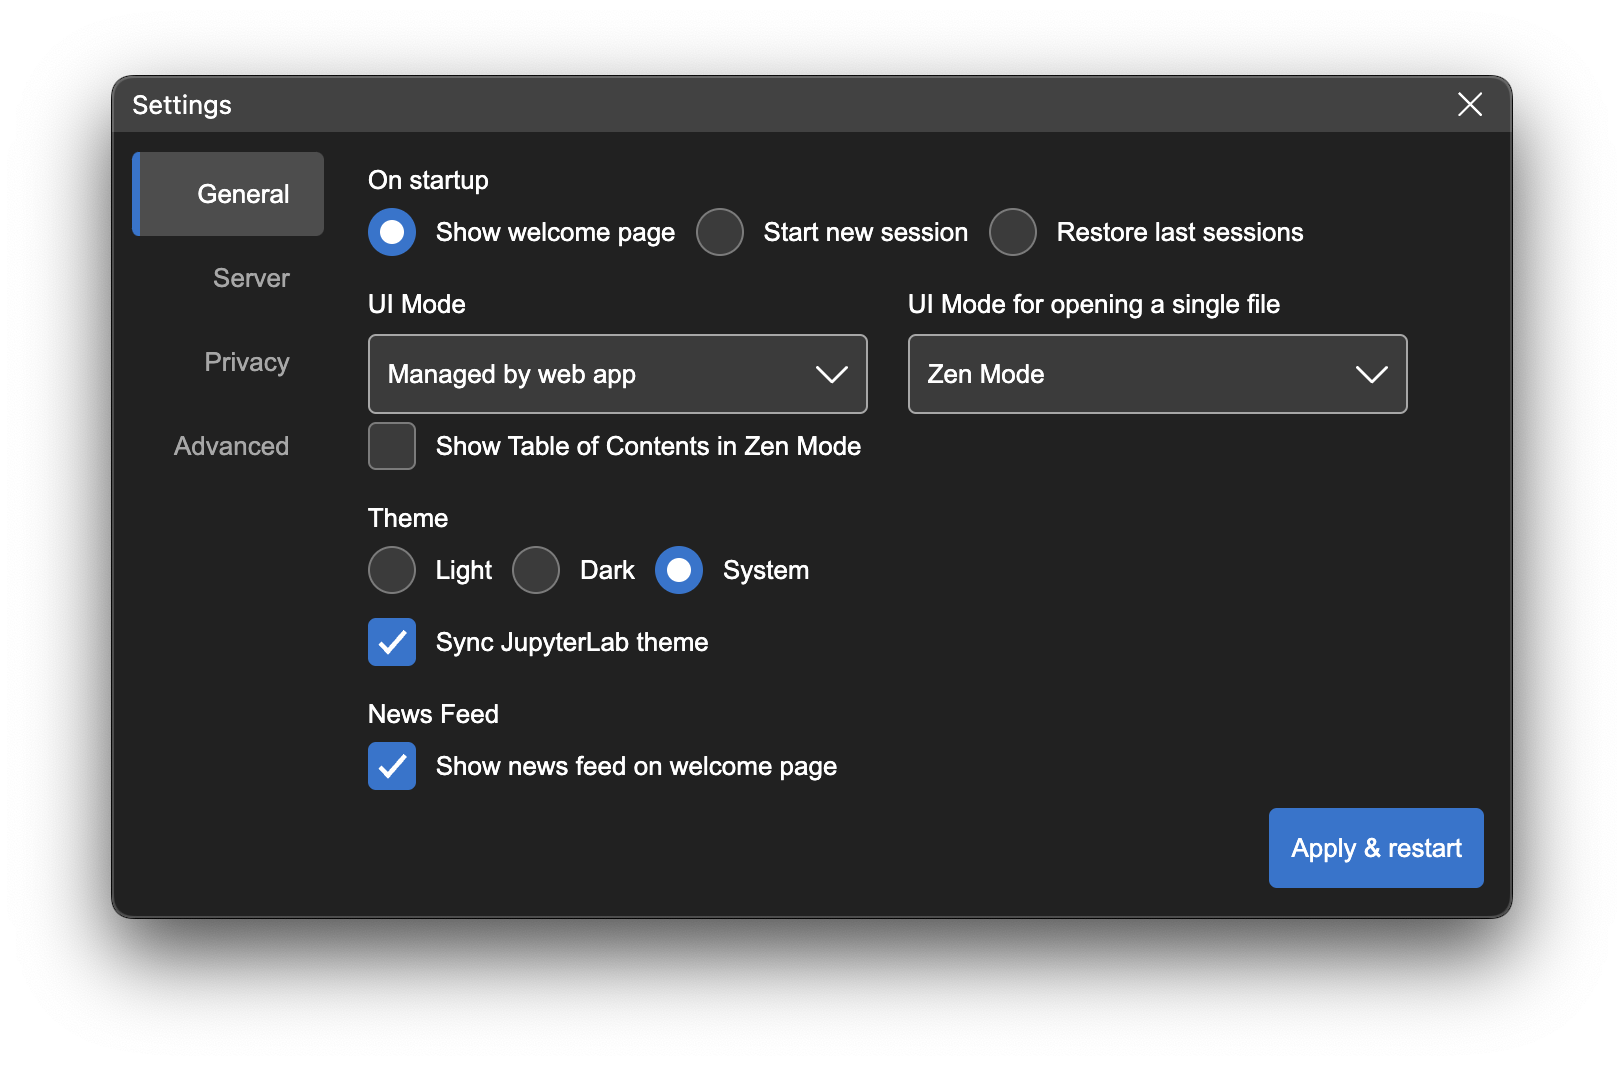 Settings
General
Server
Privacy
Advanced
On startup
Show welcome page Start new session Restore last sessions
UI Mode
Managed by web app
UI Mode for opening a single file
Zen Mode
Show Table of Contents in Zen Mode
Theme
Light Dark System
Sync JupyterLab theme
News Feed
Show news feed on welcome page
Apply & restart